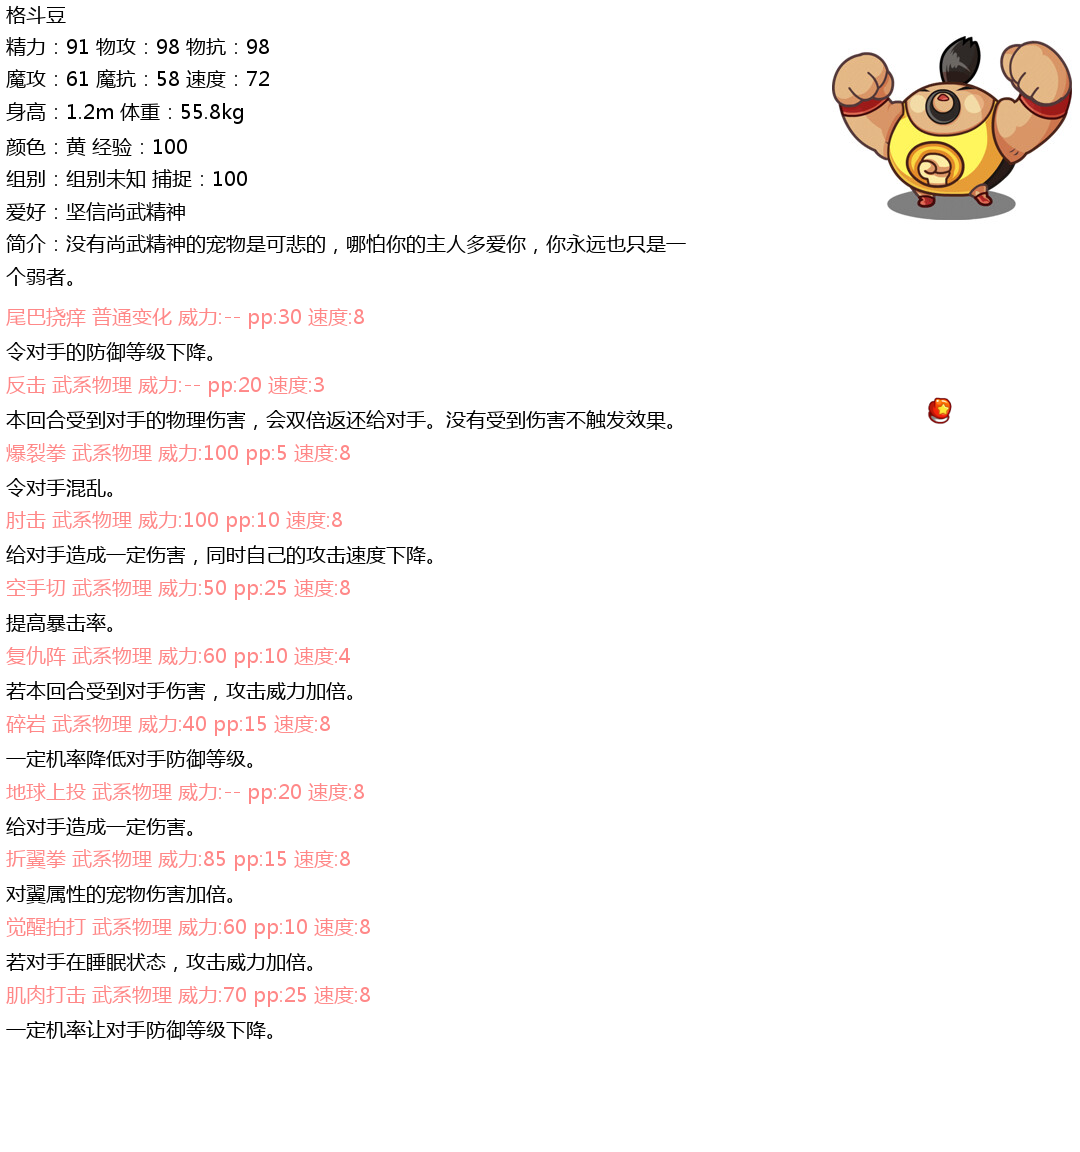 格斗豆
精力：91 物攻：98 物抗：98
魔攻：61 魔抗：58 速度：72
身高：1.2m 体重：55.8kg
颜色：黄 经验：100
组别：组别未知 捕捉：100
爱好：坚信尚武精神
简介：没有尚武精神的宠物是可悲的，哪怕你的主人多爱你，你永远也只是一
个弱者。
尾巴挠痒 普通变化 威力:-- pp:30 速度:8
令对手的防御等级下降。
反击 武系物理 威力:-- pp:20 速度:3
本回合受到对手的物理伤害，会双倍返还给对手。没有受到伤害不触发效果。
爆裂拳 武系物理 威力:100 pp:5 速度:8
令对手混乱。
肘击 武系物理 威力:100 pp:10 速度:8
给对手造成一定伤害，同时自己的攻击速度下降。
空手切 武系物理 威力:50 pp:25 速度:8
提高暴击率。
复仇阵 武系物理 威力:60 pp:10 速度:4
若本回合受到对手伤害，攻击威力加倍。
碎岩 武系物理 威力:40 pp:15 速度:8
一定机率降低对手防御等级。
地球上投 武系物理 威力:-- pp:20 速度:8
给对手造成一定伤害。
折翼拳 武系物理 威力:85 pp:15 速度:8
对翼属性的宠物伤害加倍。
觉醒拍打 武系物理 威力:60 pp:10 速度:8
若对手在睡眠状态，攻击威力加倍。
肌肉打击 武系物理 威力:70 pp:25 速度:8
一定机率让对手防御等级下降。